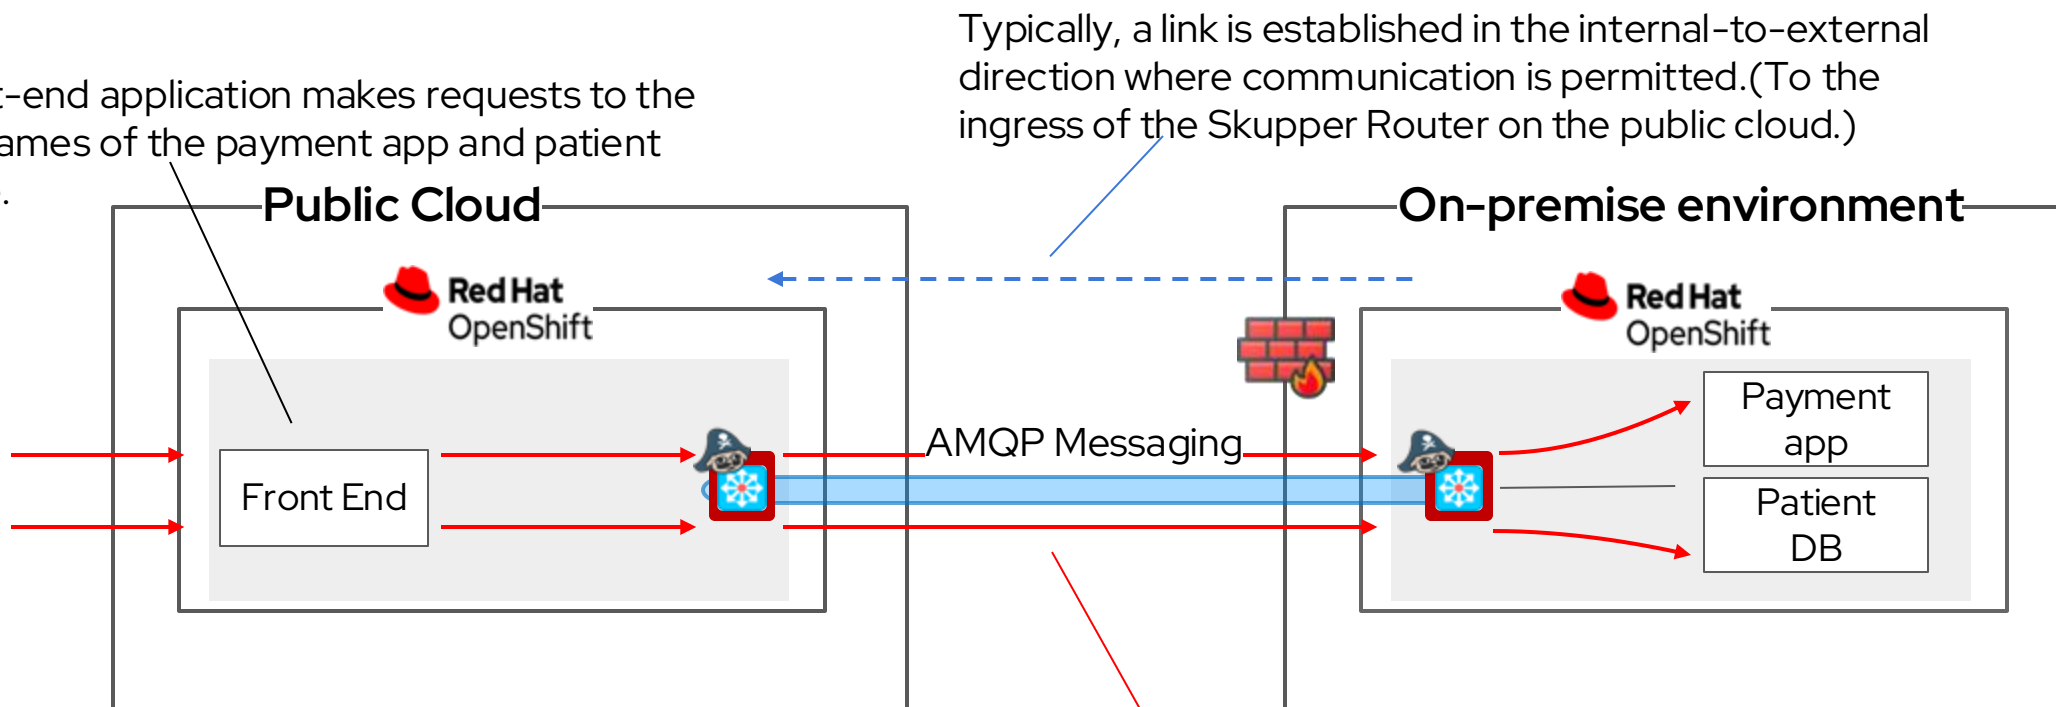 Typically, a link is established in the internal-to-external
direction where communication is permitted.(To the
ingress of the Skupper Router on the public cloud.)
-end application makes requests to the
of the payment app and patient
.
Public Cloud
On-premise environment
Red Hat
OpenShift
Red Hat
OpenShift
Front End
AMQP Messaging
Payment
app
Patient
DB